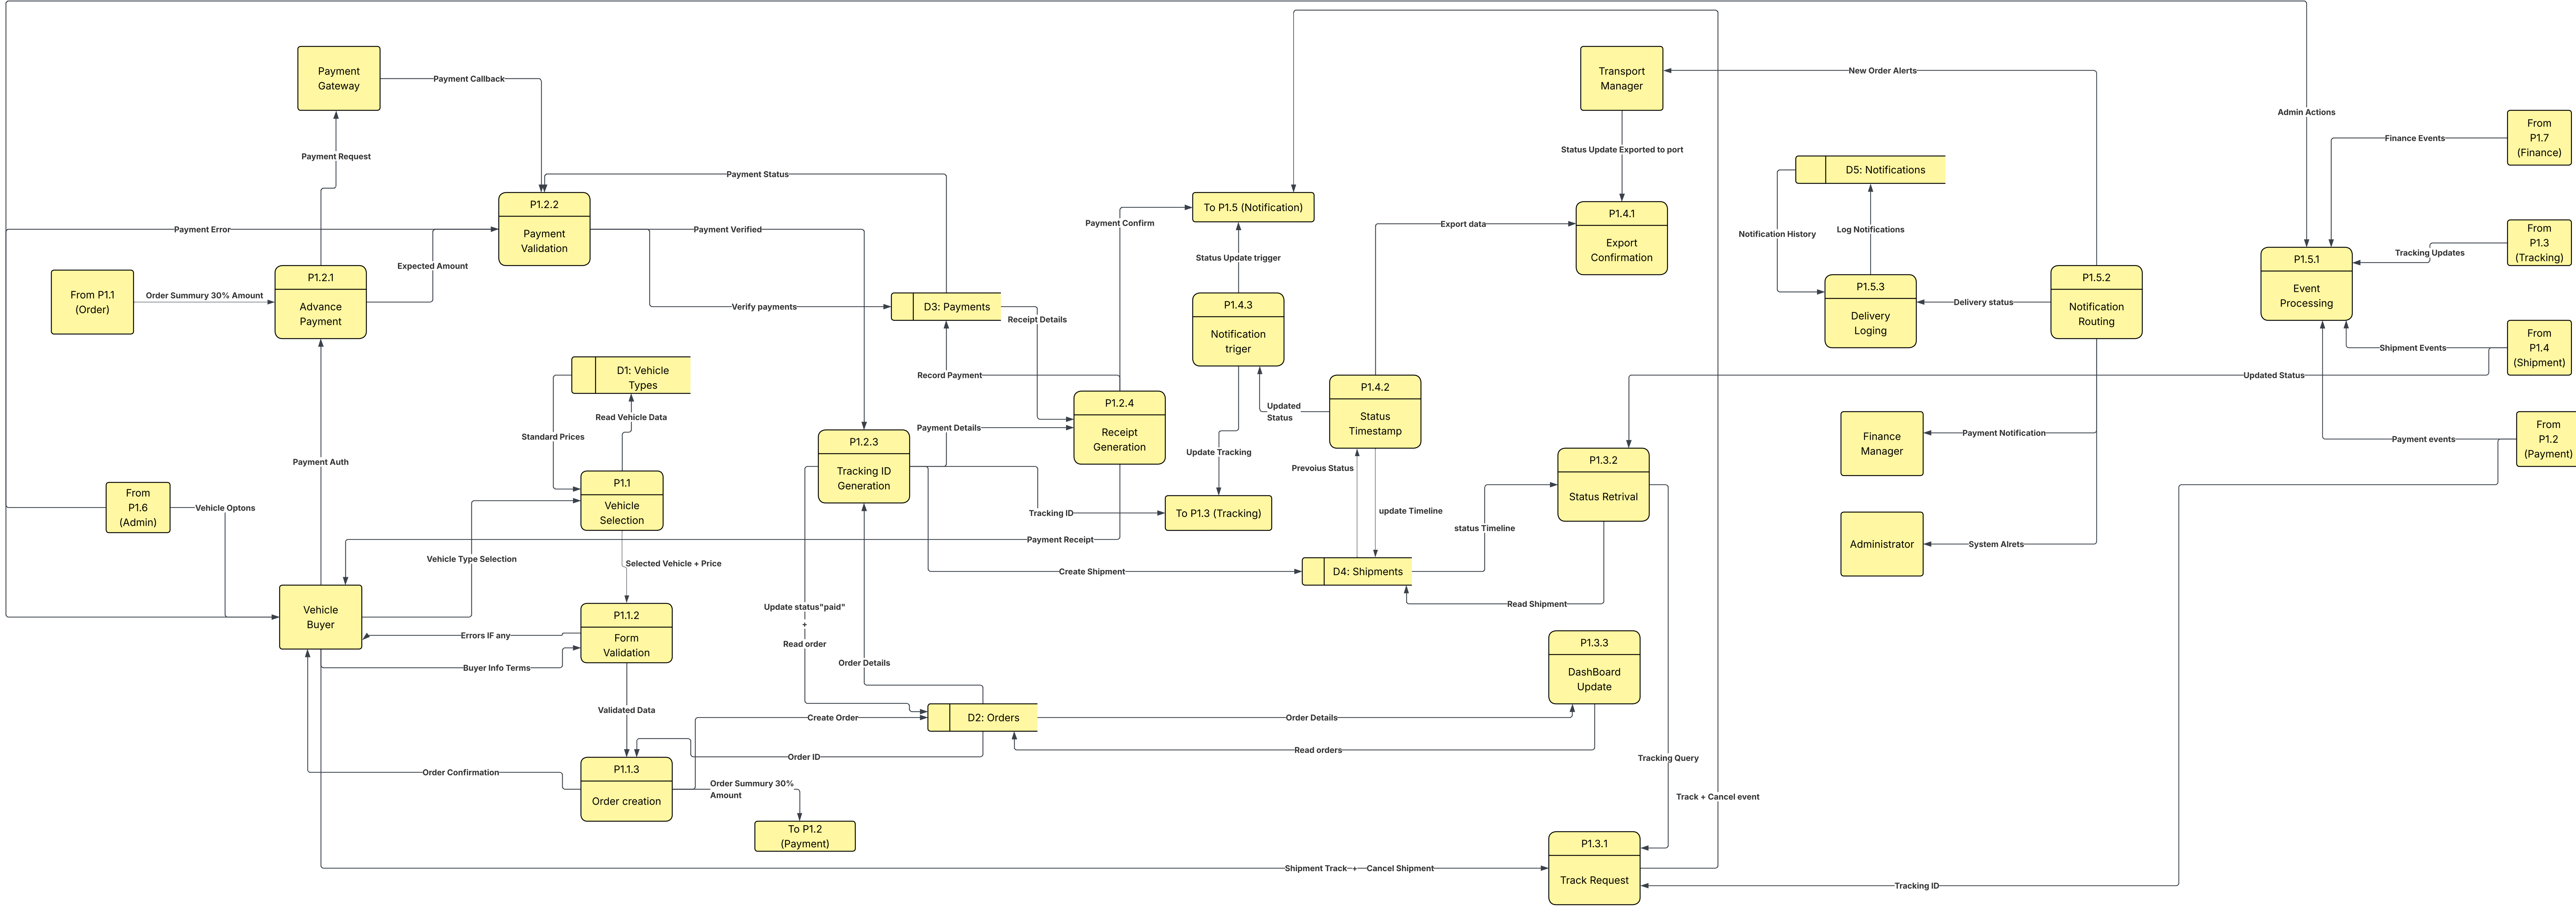 Payment
Gateway
Payment Callback
Payment Request
Payment Status
P1.2.2
Payment
Validation
Payment Error
Payment Verified
Expected Amount
From P1.1
(Order)
Order Summury 30% Amount
P1.2.1
Advance
Payment
Verify payments
D3: Payments
Receipt Details
Record Payment
D1: Vehicle
Types
Read Vehicle Data
Standard Prices
Payment Auth
P1.1
Vehicle
Selection
From
P1.6
(Admin)
Vehicle Optons
Vehicle Type Selection
Selected Vehicle + Price
Vehicle
Buyer
P1.1.2
Form
Validation
Errors IF any
Buyer Info Terms
Validated Data
P1.1.3
Order creation
Order Confirmation
Order Summury 30%
Amount
To P1.2
(Payment)
Create Order
Order ID
D2: Orders
Update status"paid"
+
Read order
Order Details
P1.2.3
Tracking ID
Generation
Payment Details
P1.2.4
Receipt
Generation
Payment Confirm
To P1.5 (Notification)
Status Update trigger
P1.4.3
Notification
triger
Updated
Status
Update Tracking
To P1.3 (Tracking)
Tracking ID
Payment Receipt
Create Shipment
P1.4.2
Status
Timestamp
Export data
Prevoius Status
update Timeline
D4: Shipments
status Timeline
Read Shipment
Transport
Manager
Status Update Exported to port
P1.4.1
Export
Confirmation
New Order Alerts
P1.3.2
Status Retrival
P1.3.3
DashBoard
Update
Order Details
Read orders
Tracking Query
Track + Cancel event
P1.3.1
Track Request
Shipment Track + Cancel Shipment
Tracking ID
D5: Notifications
Notification History
Log Notifications
P1.5.3
Delivery
Loging
Delivery status
P1.5.2
Notification
Routing
Finance
Manager
Payment Notification
Administrator
System Alrets
Admin Actions
P1.5.1
Event
Processing
Finance Events
From
P1.7
(Finance)
Tracking Updates
From
P1.3
(Tracking)
Shipment Events
From
P1.4
(Shipment)
Updated Status
Payment events
From
P1.2
(Payment)